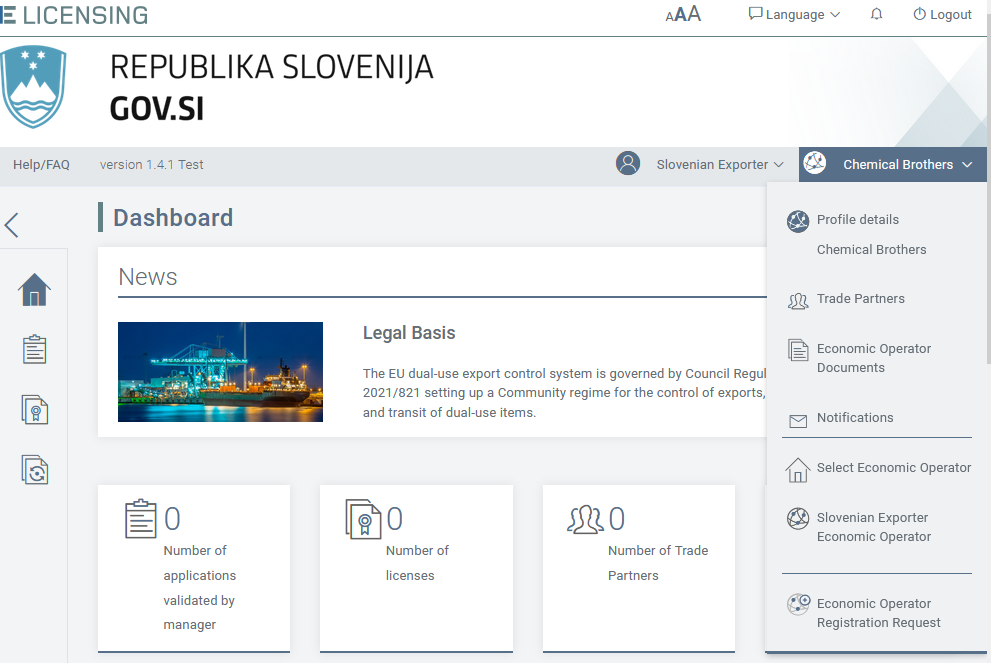 E LICENSING
AAA
Language
Logout
REPUBLIKA SLOVENIJA
GOV.SI
Help/FAQ
version 1.4.1 Test
Slovenian Exporter
Chemical Brothers
Dashboard
News
Legal Basis
The EU dual-use export control system is governed by Council Regul
2021/821 setting up a Community regime for the control of exports,
and transit of dual-use items.
0
Number of
applications
validated by
manager
0
Number of
licenses
0
Number of Trade
Partners
Profile details
Chemical Brothers
Trade Partners
Economic Operator
Documents
Notifications
Select Economic Operator
Slovenian Exporter
Economic Operator
Economic Operator
Registration Request